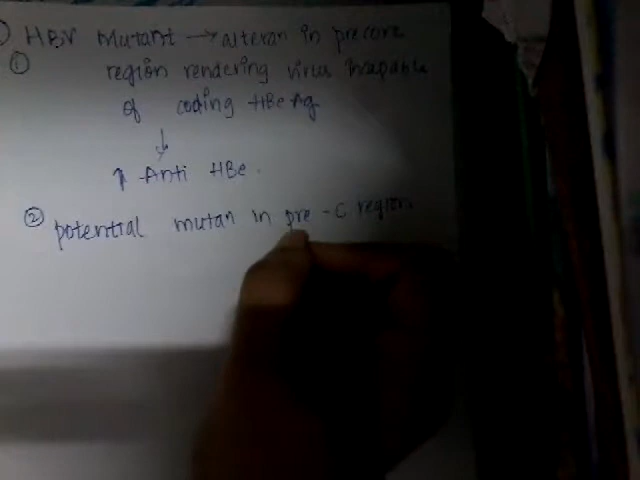 ① HBV Mutant → alteran in precore
region rendering virus incapable
of coding HBe Ag
↓
↑ Anti HBe.
② potential mutan in pre-C region.